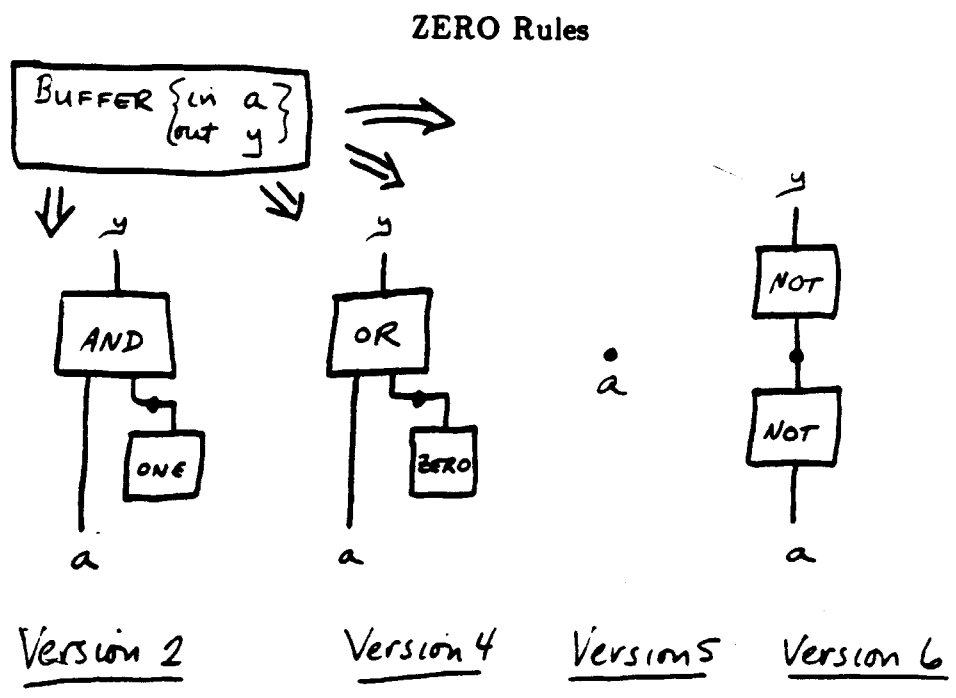 ZERO Rules
BUFFER {in a}
{out y}
y
AND
ONE
a
Version 2
y
OR
ZERO
a
Version 4
a
Version 5
y
NOT
NOT
a
Version 6